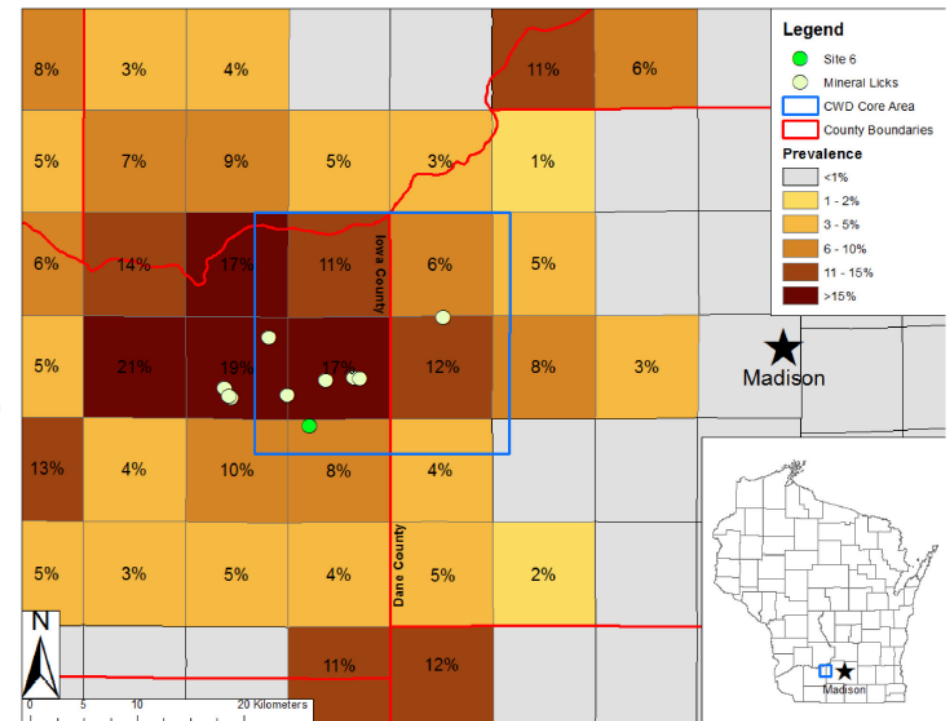 8% 3% 4% 11% 6%
5% 7% 9% 5% 3% 1%
6% 14% 17% 11% 6% 5%
5% 21% 19% 17% 12% 8% 3%
13% 4% 10% 8% 4%
5% 3% 5% 4% 5% 2%
11% 12%
Iowa County
Dane County
Madison
N
0 5 10 20 Kilometers
Legend
Site 6
Mineral Licks
CWD Core Area
County Boundaries
Prevalence
<1%
1 - 2%
3 - 5%
6 - 10%
11 - 15%
>15%
Madison